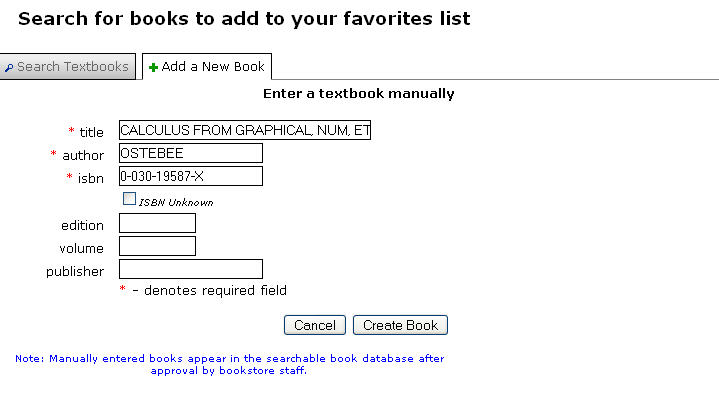 Search for books to add to your favorites list
Search Textbooks
Add a New Book
Enter a textbook manually
* title CALCULUS FROM GRAPHICAL, NUM, ET
* author OSTEBEE
* isbn 0-030-19587-X
ISBN Unknown
edition
volume
publisher
* - denotes required field
Cancel Create Book
Note: Manually entered books appear in the searchable book database after
approval by bookstore staff.